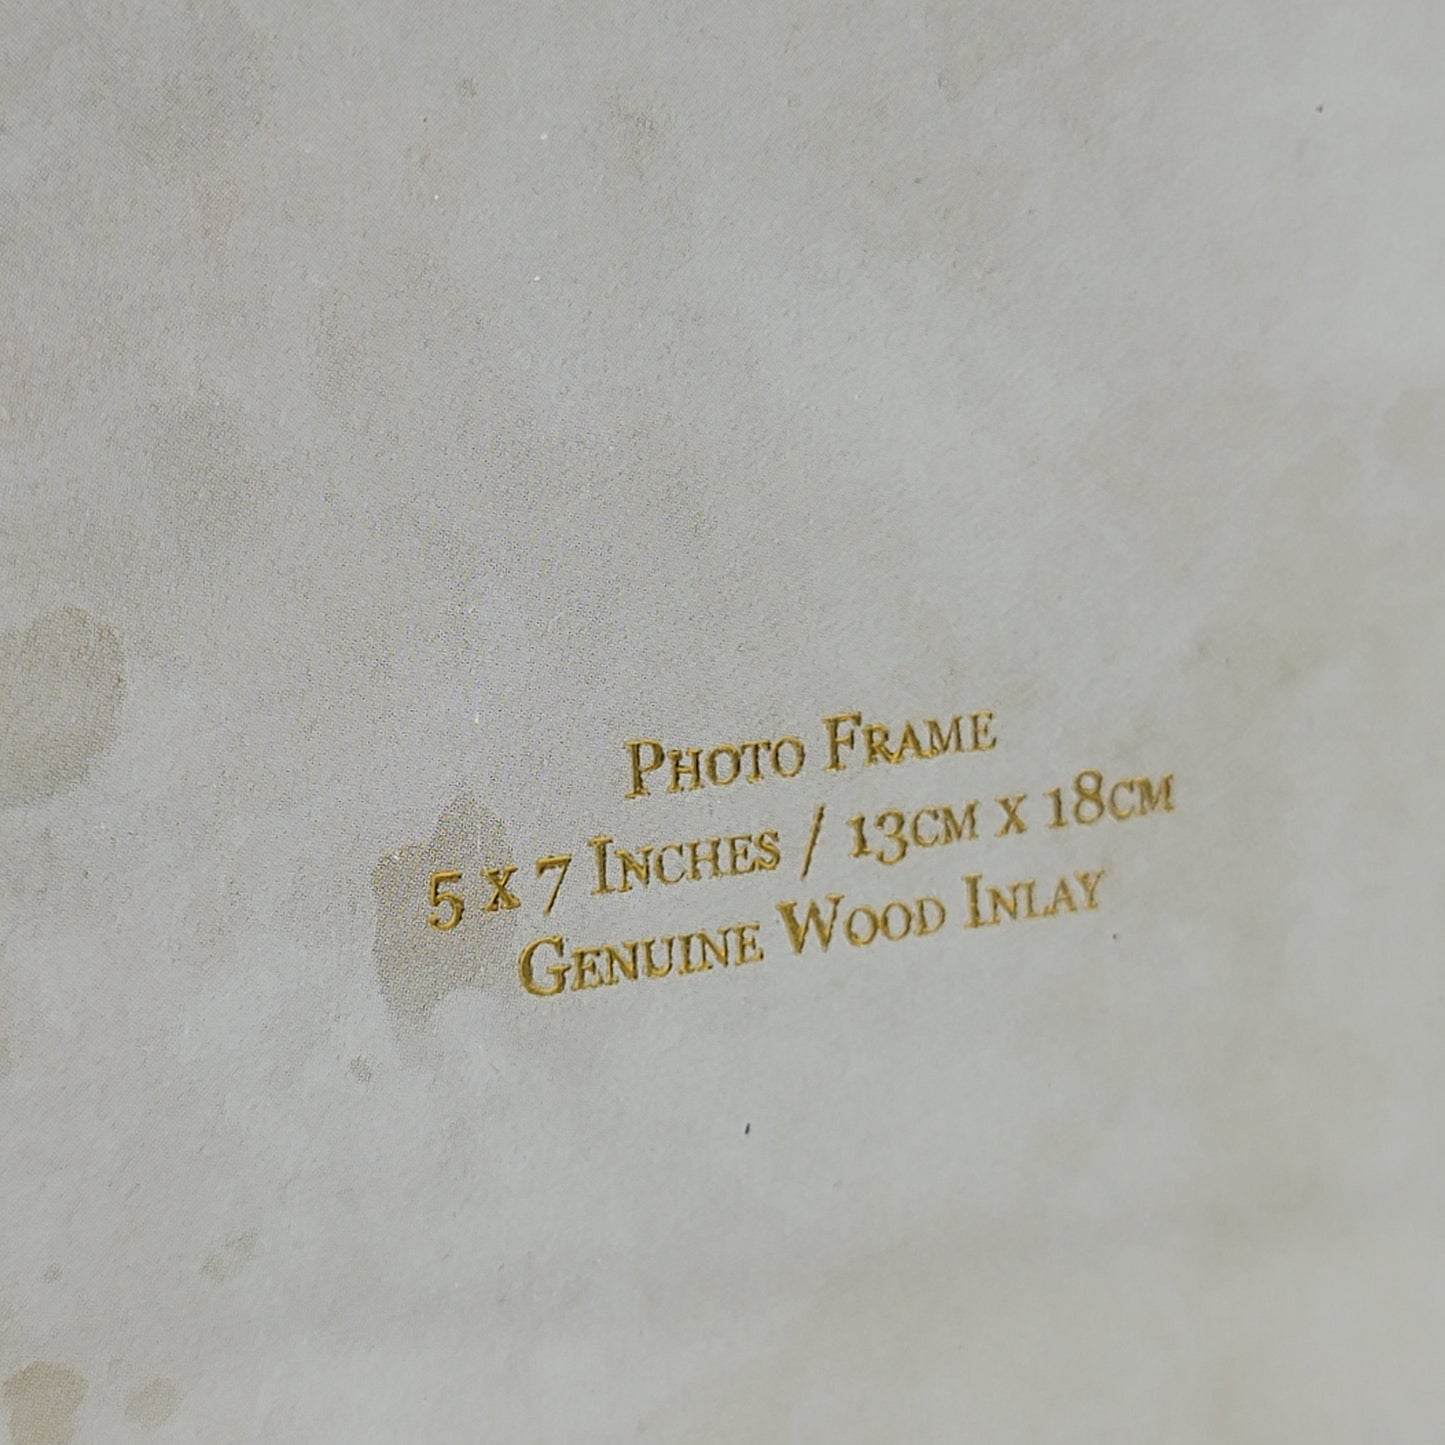 Photo Frame
5 x 7 Inches / 13cm x 18cm
Genuine Wood Inlay